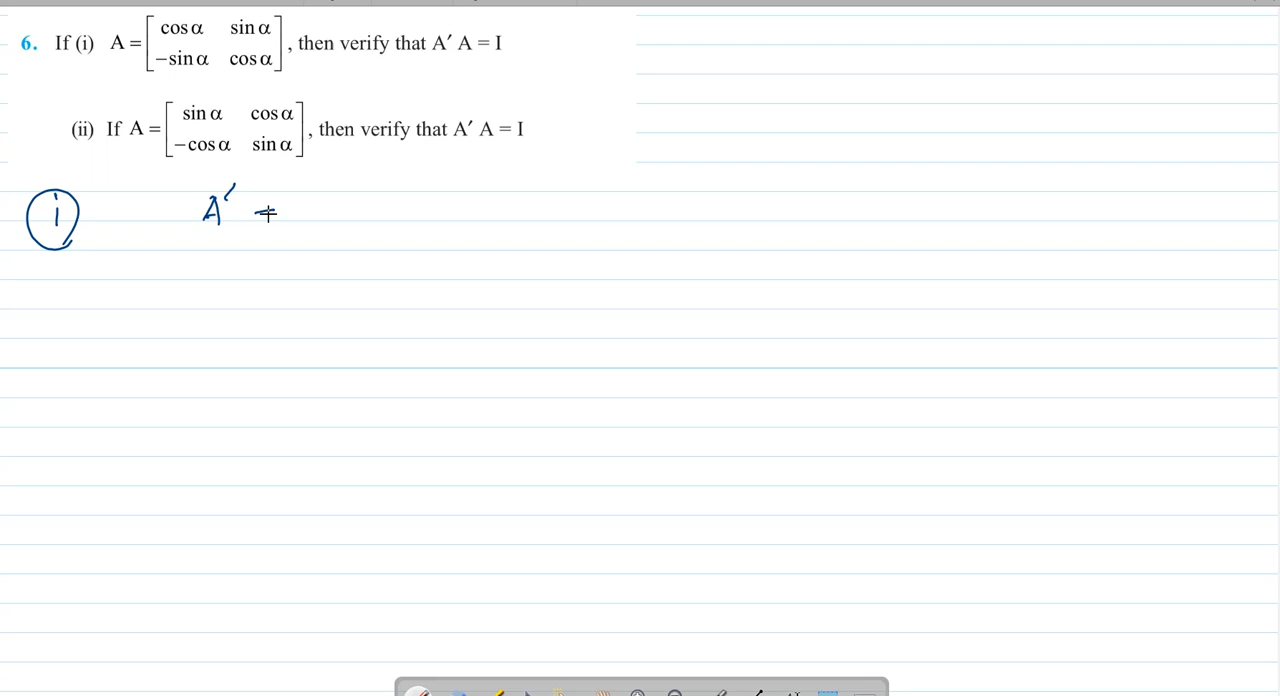 6. If (i) A = [cos α sin α
−sin α cos α], then verify that A′ A = I
(ii) If A = [sin α cos α
−cos α sin α], then verify that A′ A = I
i A′ =